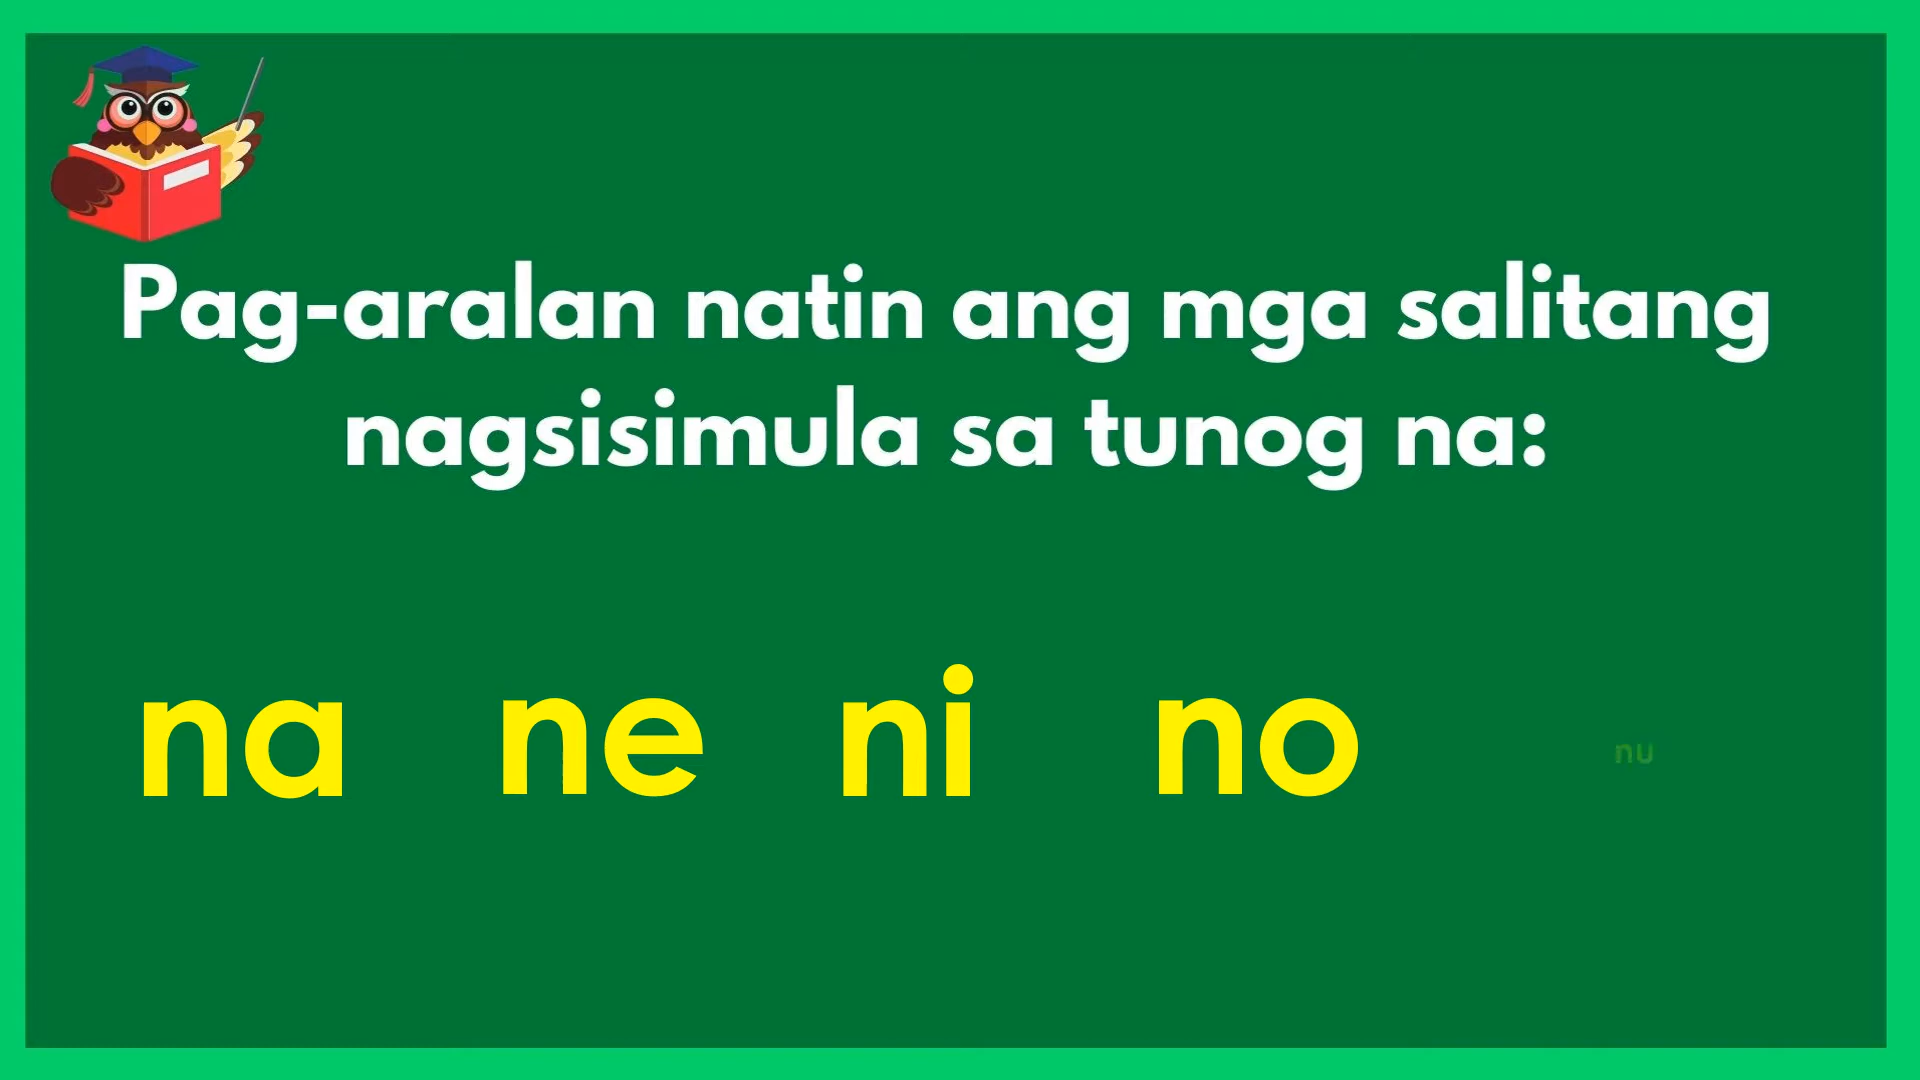 Pag-aralan natin ang mga salitang
nagsisimula sa tunog na:
na ne ni no nu